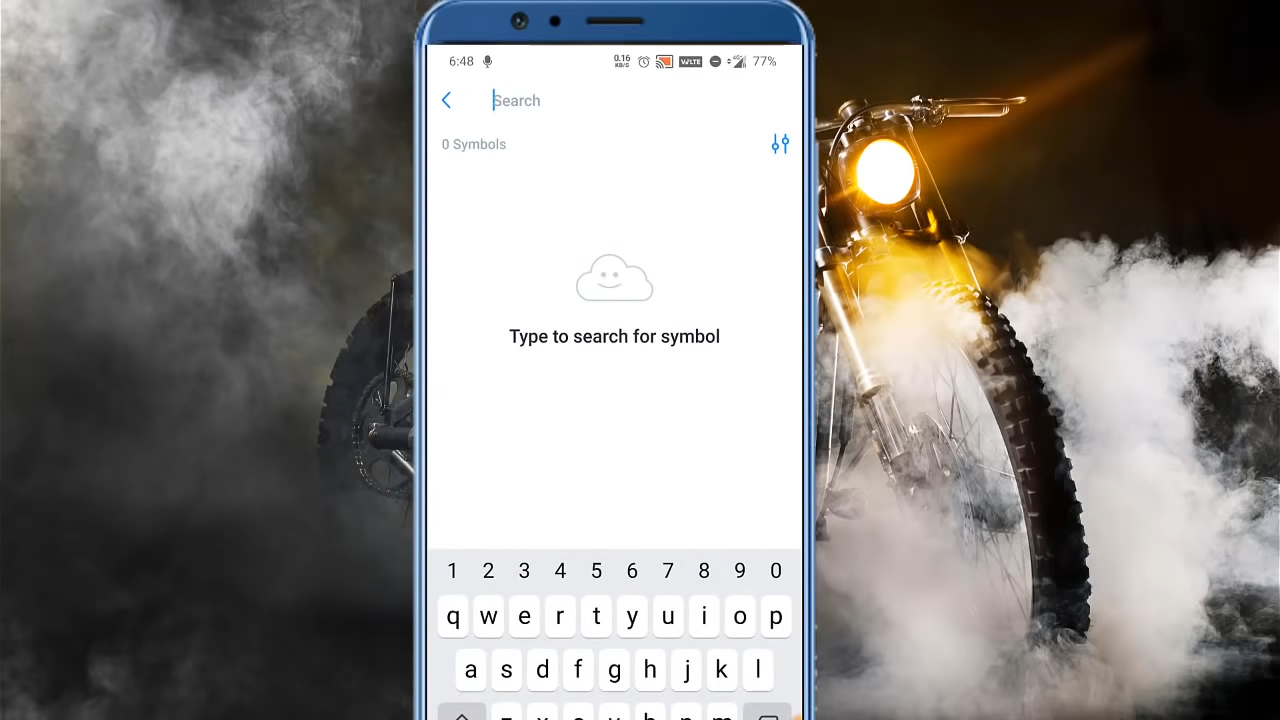 6:48 0.16 KB/S VoLTE 4G 77%
Search
0 Symbols
Type to search for symbol
1 2 3 4 5 6 7 8 9 0
q w e r t y u i o p
a s d f g h j k l
z x c v b n m